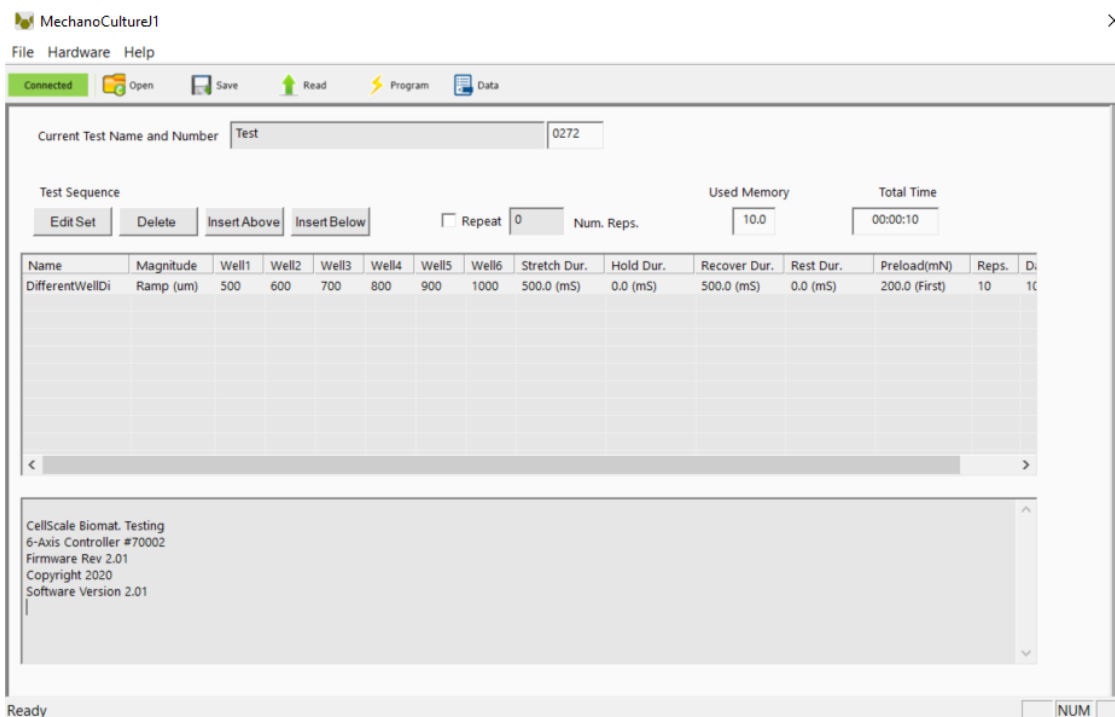 MechanoCultureJ1
File Hardware Help
Connected Open Save Read Program Data
Current Test Name and Number Test 0272
Test Sequence Used Memory Total Time
Edit Set Delete Insert Above Insert Below Repeat 0 Num. Reps. 10.0 00:00:10
Name Magnitude Well1 Well2 Well3 Well4 Well5 Well6 Stretch Dur. Hold Dur. Recover Dur. Rest Dur. Preload(mN) Reps.
DifferentWellDi Ramp (um) 500 600 700 800 900 1000 500.0 (mS) 0.0 (mS) 500.0 (mS) 0.0 (mS) 200.0 (First) 10
CellScale Biomat. Testing
6-Axis Controller #70002
Firmware Rev 2.01
Copyright 2020
Software Version 2.01
Ready NUM